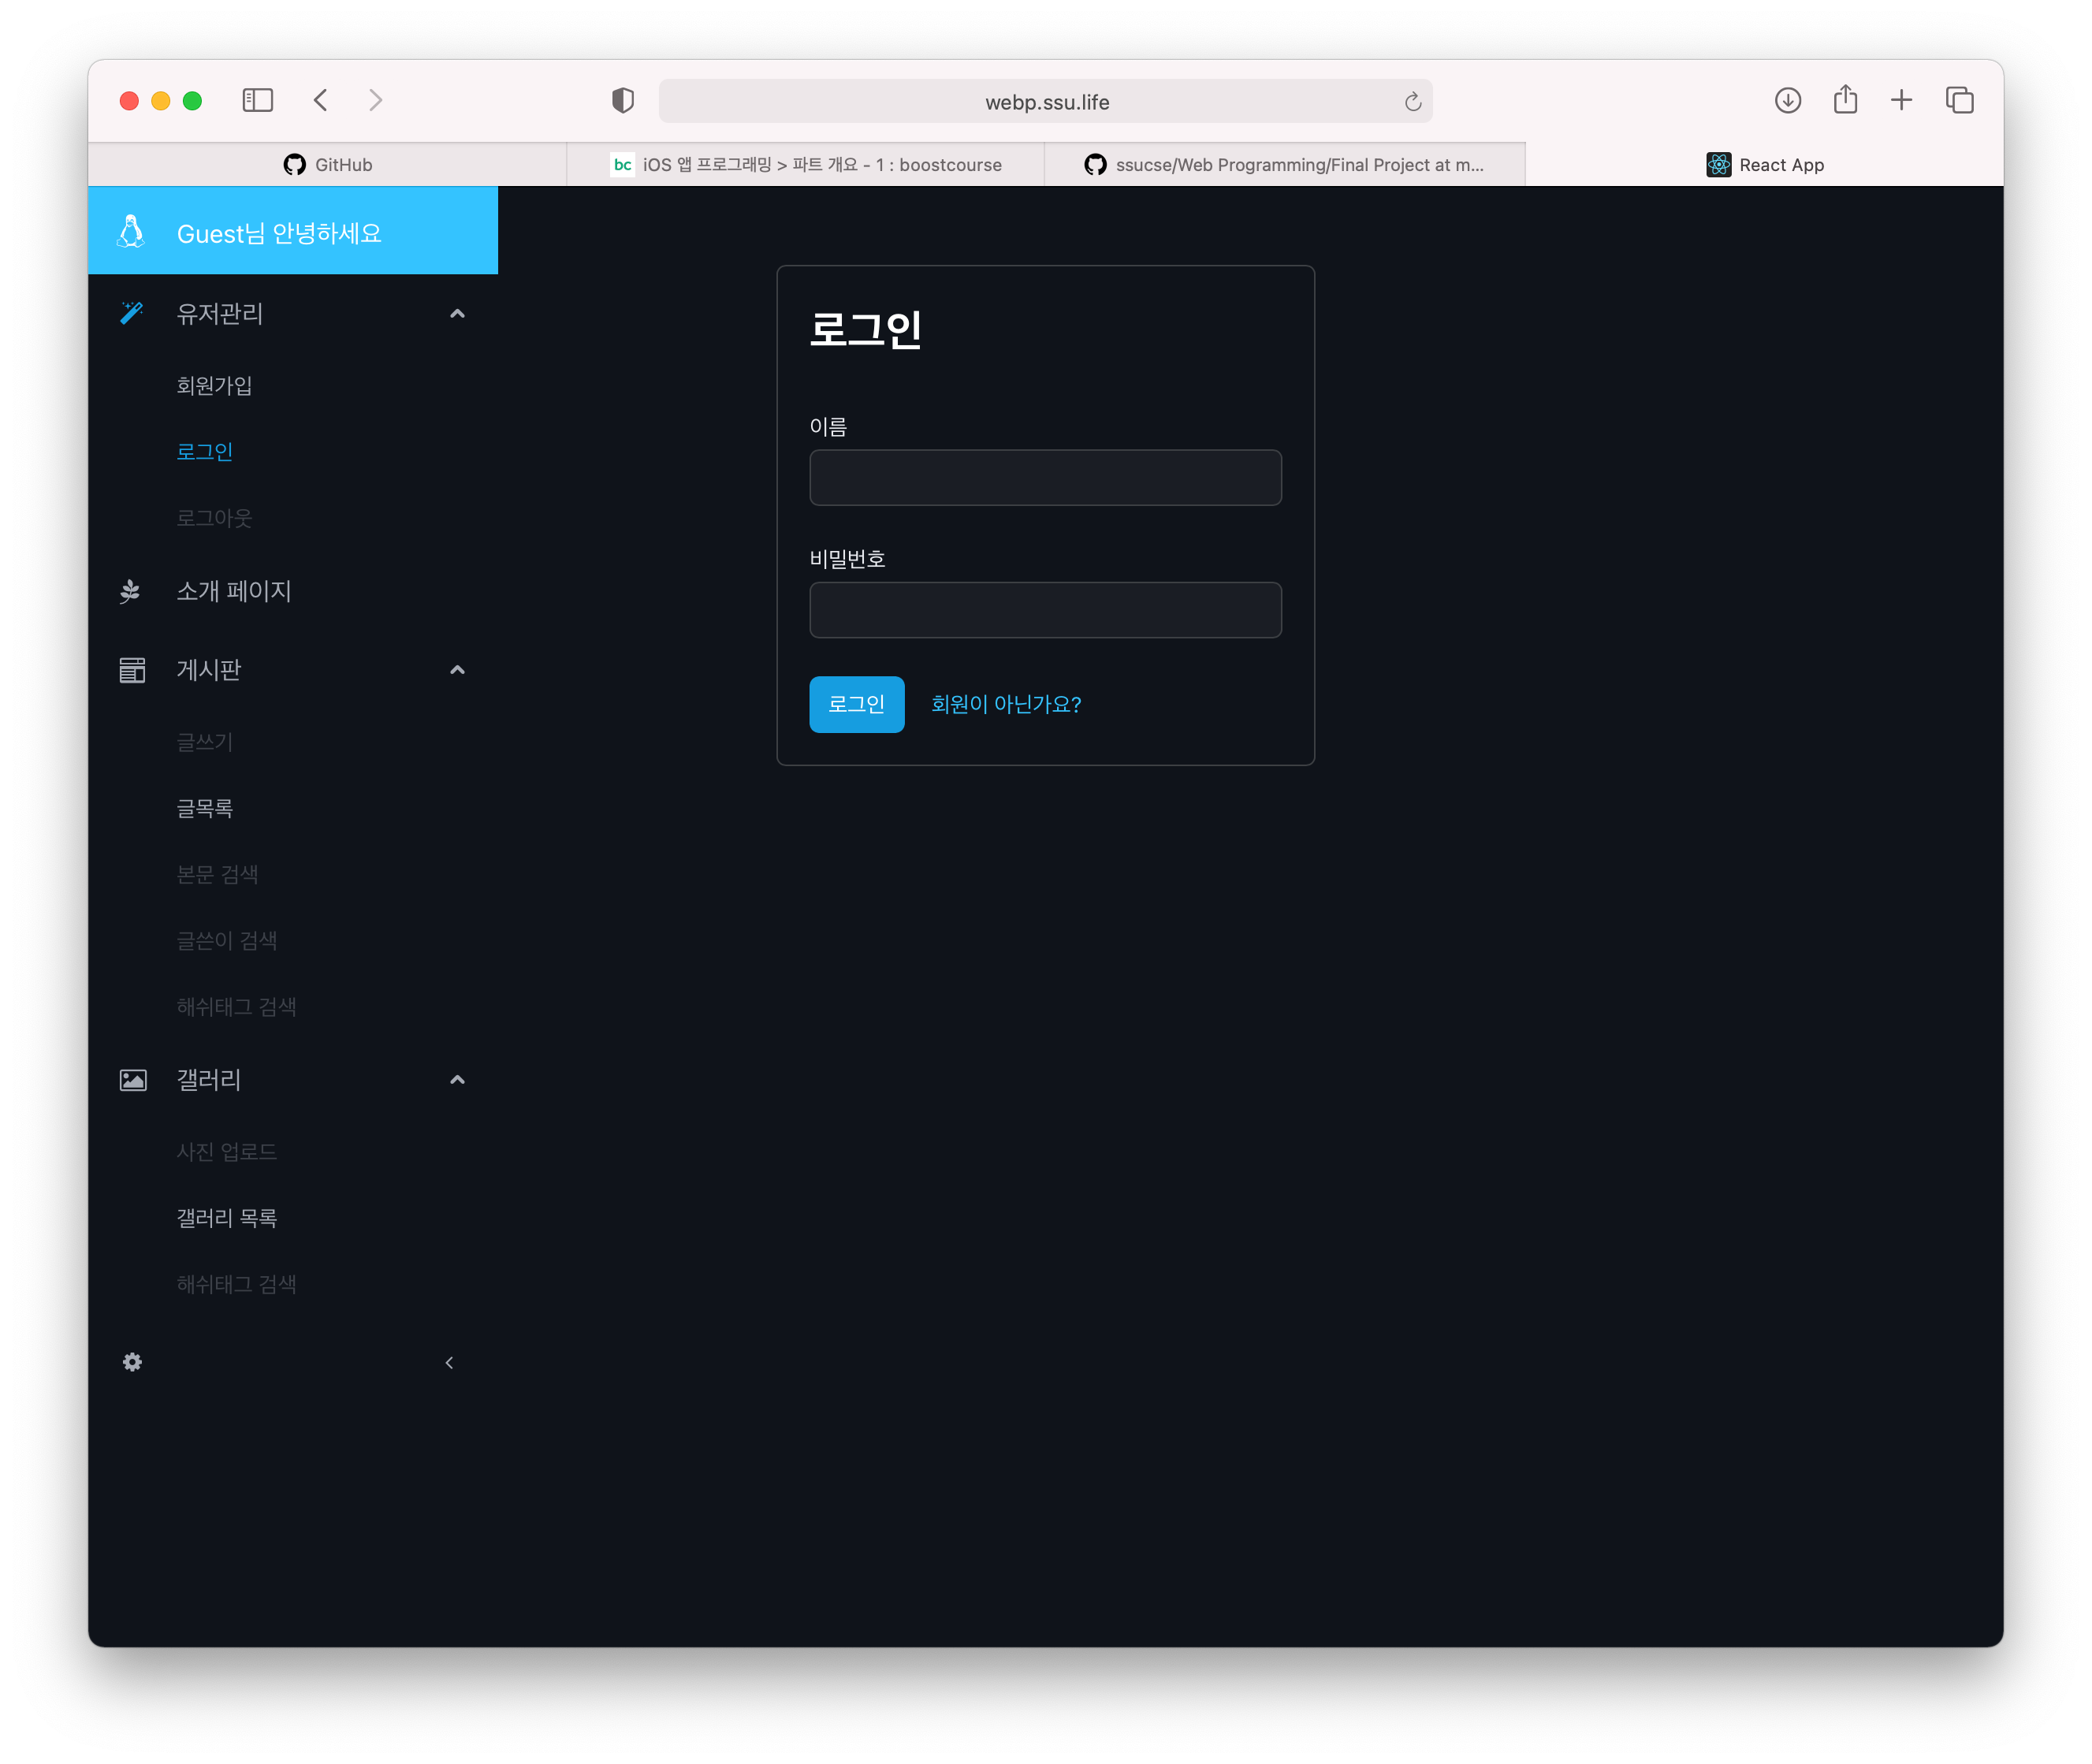 webp.ssu.life
GitHub
bc iOS 앱 프로그래밍 > 파트 개요 - 1 : boostcourse
ssucse/Web Programming/Final Project at m...
React App
Guest님 안녕하세요
유저관리
회원가입
로그인
로그아웃
소개 페이지
게시판
글쓰기
글목록
본문 검색
글쓴이 검색
해쉬태그 검색
갤러리
사진 업로드
갤러리 목록
해쉬태그 검색
로그인
이름
비밀번호
로그인 회원이 아닌가요?